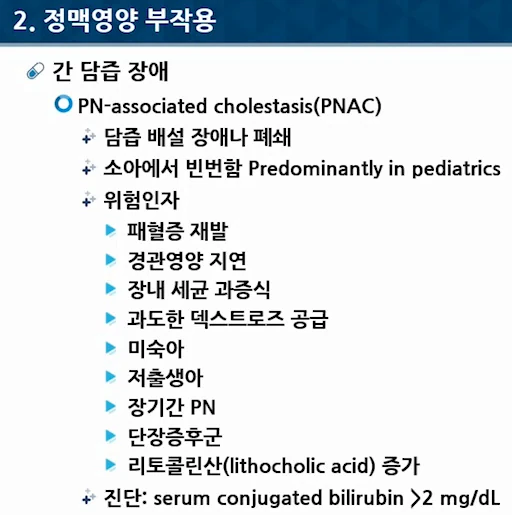 2. 정맥영양 부작용
간 담즙 장애
PN-associated cholestasis(PNAC)
담즙 배설 장애나 폐쇄
소아에서 빈번함 Predominantly in pediatrics
위험인자
패혈증 재발
경관영양 지연
장내 세균 과증식
과도한 덱스트로즈 공급
미숙아
저출생아
장기간 PN
단장증후군
리토콜린산(lithocholic acid) 증가
진단: serum conjugated bilirubin >2 mg/dL